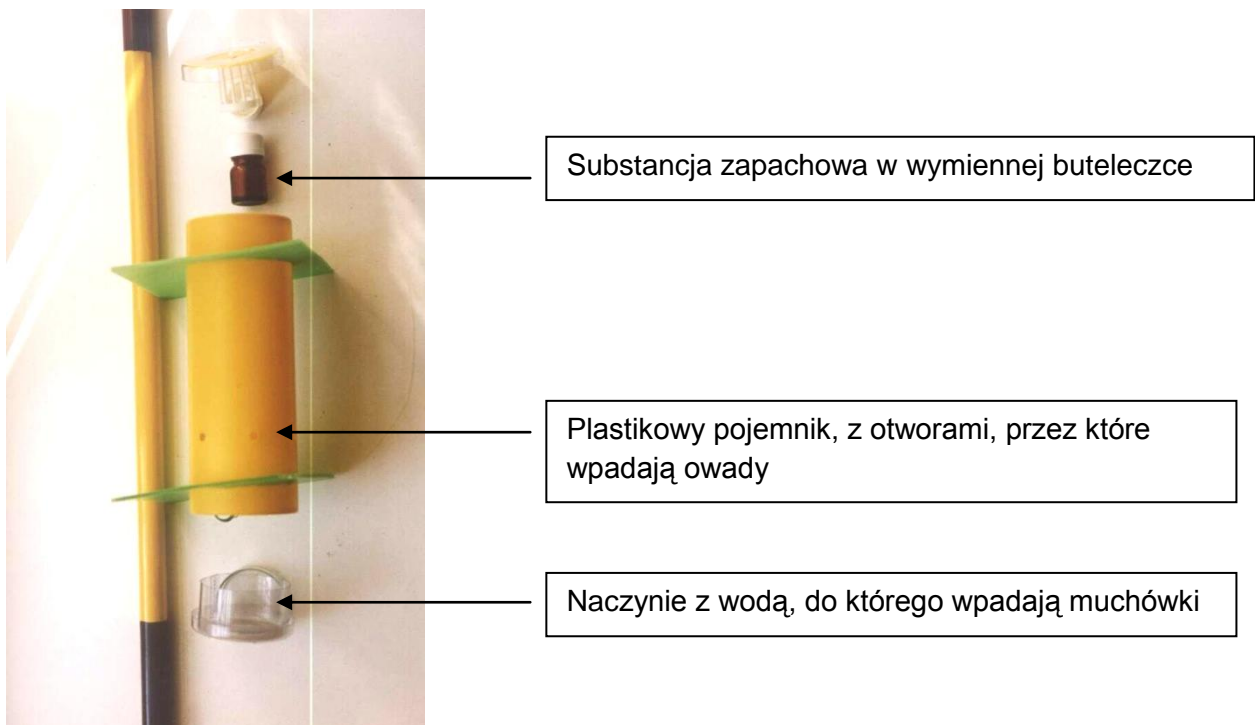 Substancja zapachowa w wymiennej buteleczce
Plastikowy pojemnik, z otworami, przez które
wpadają owady
Naczynie z wodą, do którego wpadają muchówki